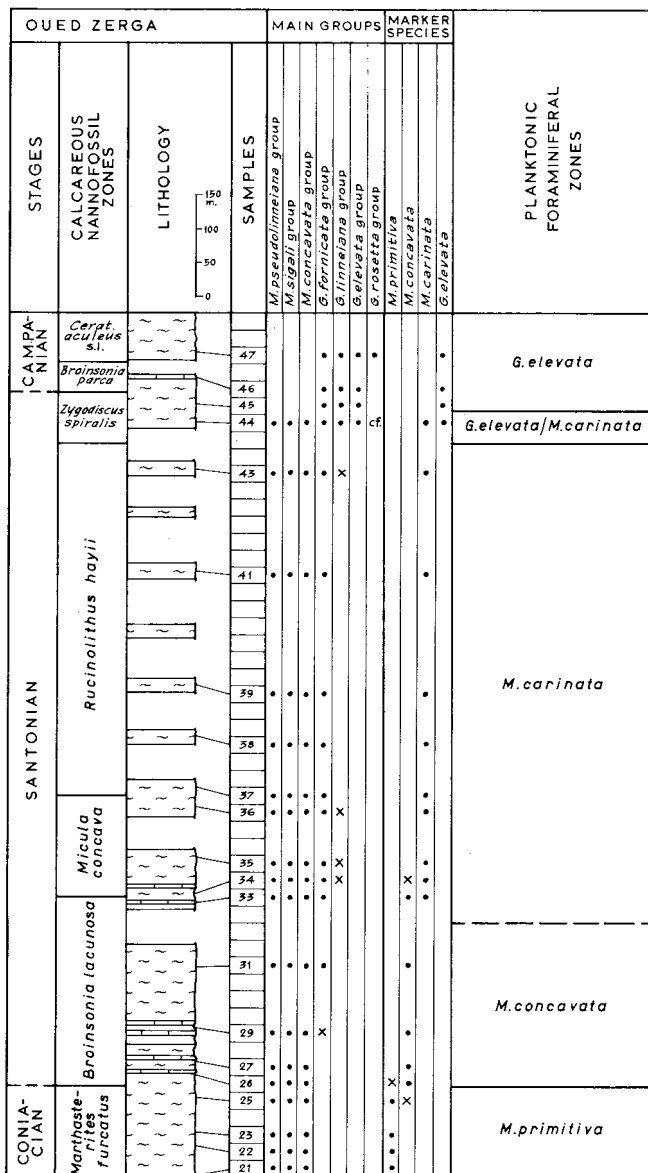 OUED ZERGA
MAIN GROUPS
MARKER
SPECIES
STAGES
CALCAREOUS
NANNOFOSSIL
ZONES
LITHOLOGY
150
m.
100
50
0
SAMPLES
M.pseudolinneiana group
M.sigali group
M.concavata group
G.fornicata group
G.linneiana group
G.elevata group
G.rosetta group
M.primitiva
M.concavata
M.carinata
G.elevata
PLANKTONIC
FORAMINIFERAL
ZONES
CAMPA-
NIAN
SANTONIAN
CONIA-
CIAN
Cerat.
aculeus
s.l.
Broinsonia
parca
Zygodiscus
spiralis
Rucinolithus hayii
Micula
concava
Broinsonia lacunosa
Marthaste-
rites
furcatus
47
46
45
44 cf.
43 x
41
39
38
37
36 x
35 x
34 x x
33
31
29 x
27
26 x
25 x
23
22
21
G.elevata
G.elevata/M.carinata
M.carinata
M.concavata
M.primitiva